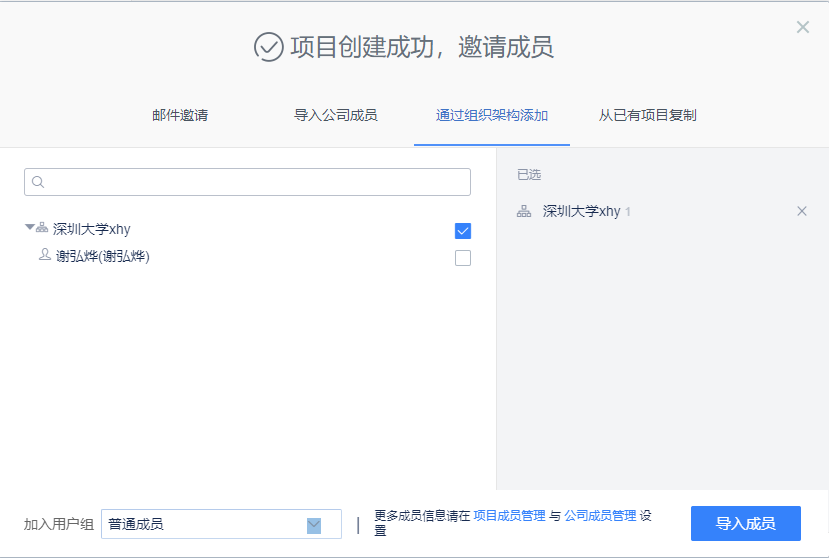 项目创建成功，邀请成员
邮件邀请
导入公司成员
通过组织架构添加
从已有项目复制
深圳大学xhy
谢弘烨(谢弘烨)
已选
深圳大学xhy 1
加入用户组
普通成员
更多成员信息请在 项目成员管理 与 公司成员管理 设
置
导入成员